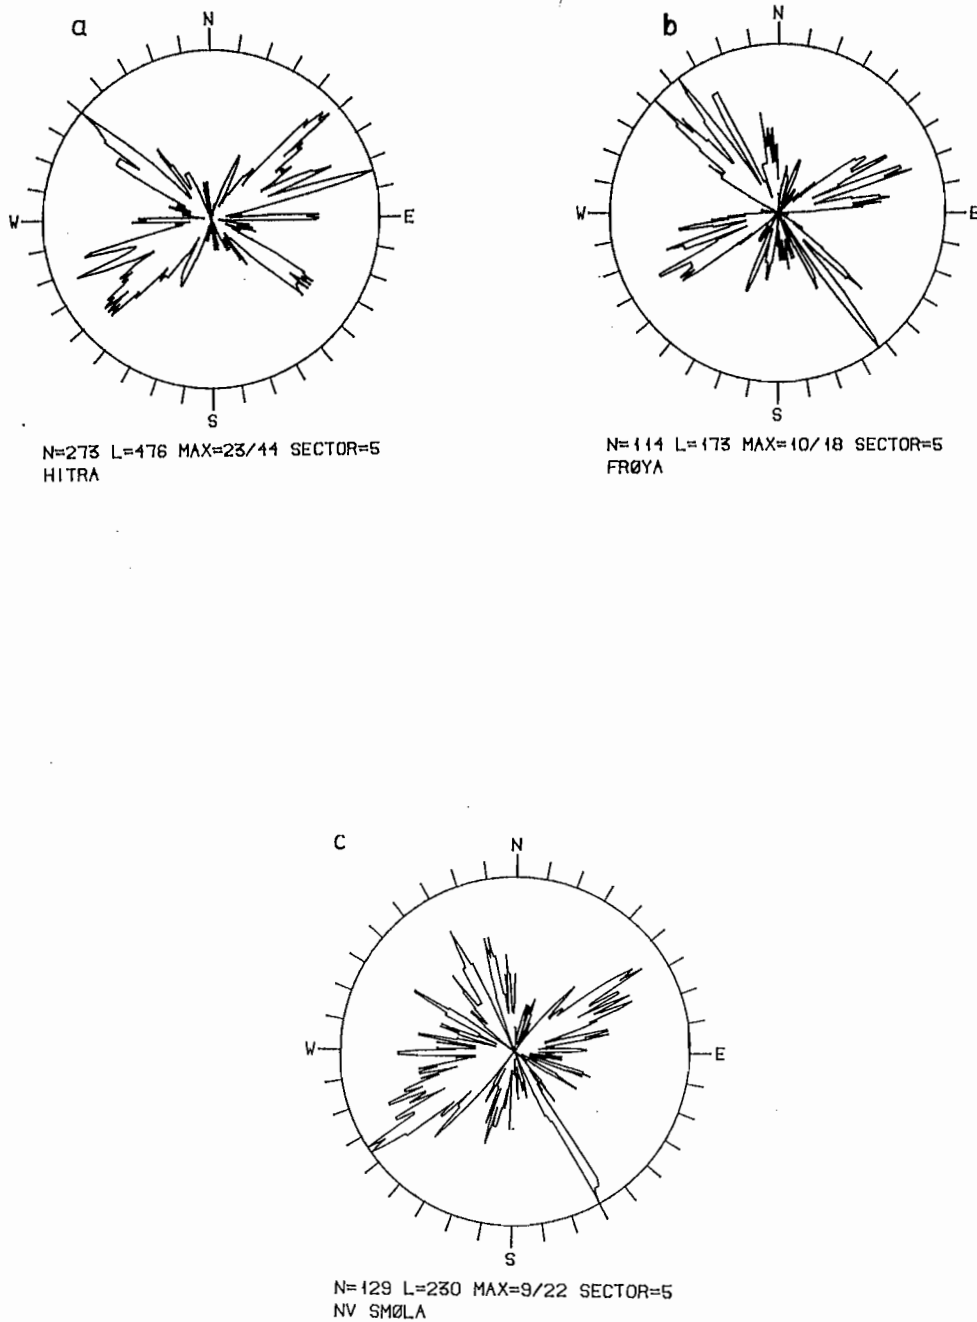 a
N
W
E
S
N=273 L=476 MAX=23/44 SECTOR=5
HITRA
b
N
W
E
S
N=114 L=173 MAX=10/18 SECTOR=5
FRØYA
c
N
W
E
S
N=129 L=230 MAX=9/22 SECTOR=5
NV SMØLA